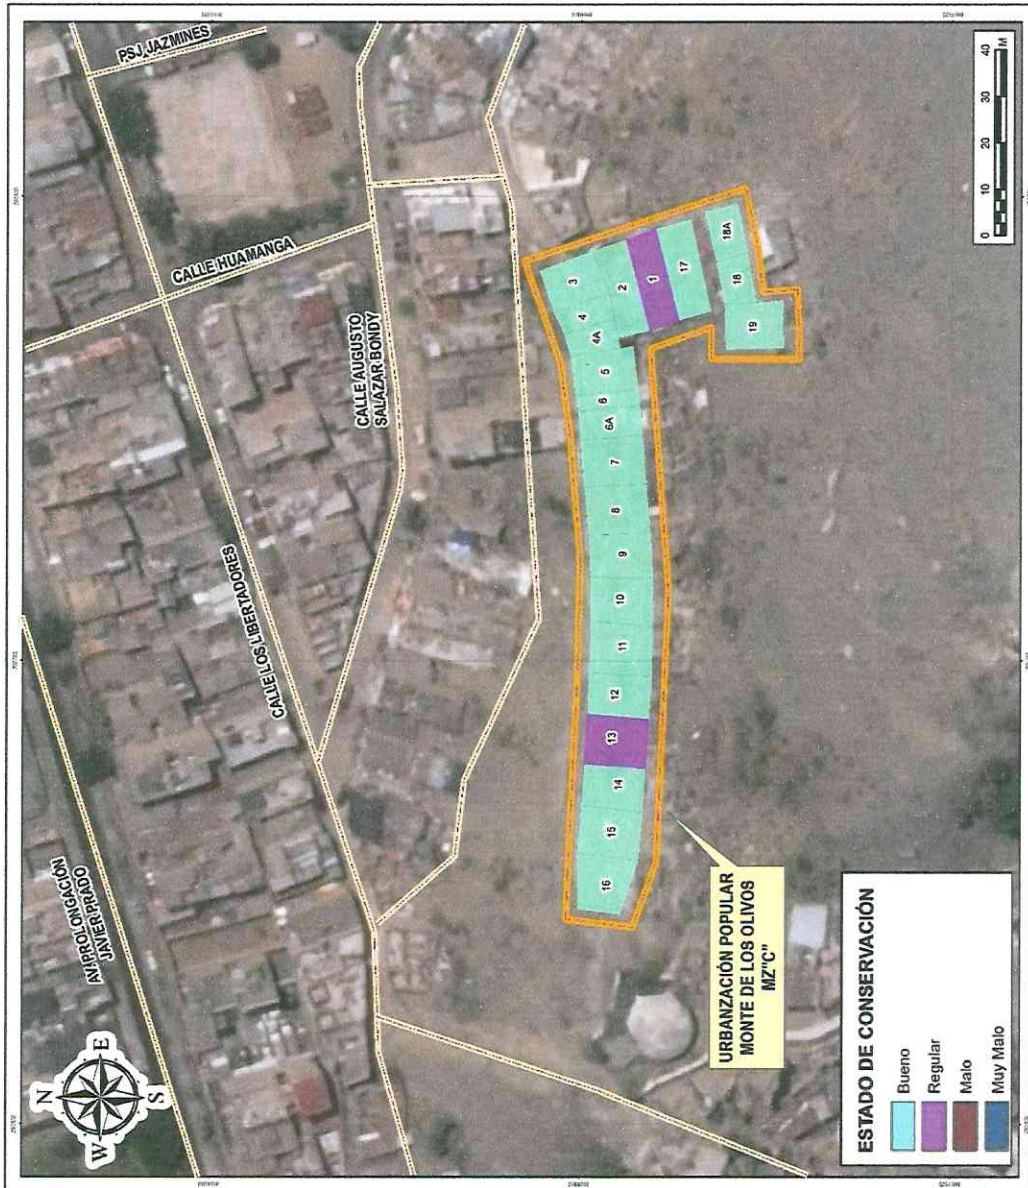 AV. PROLONGACIÓN
JAVIER PRADO
PSJ. JAZMINES
CALLE HUAMANGA
CALLE LOS LIBERTADORES
CALLE AUGUSTO
SALAZAR BONDY
N
W
E
S
3
4
4A
2
1
17
5
6
6A
7
8
9
10
11
12
13
14
15
16
18A
18
19
URBANZACIÓN POPULAR
MONTE DE LOS OLIVOS
MZ"C"
ESTADO DE CONSERVACIÓN
Bueno
Regular
Malo
Muy Malo
0 10 20 30 40
M